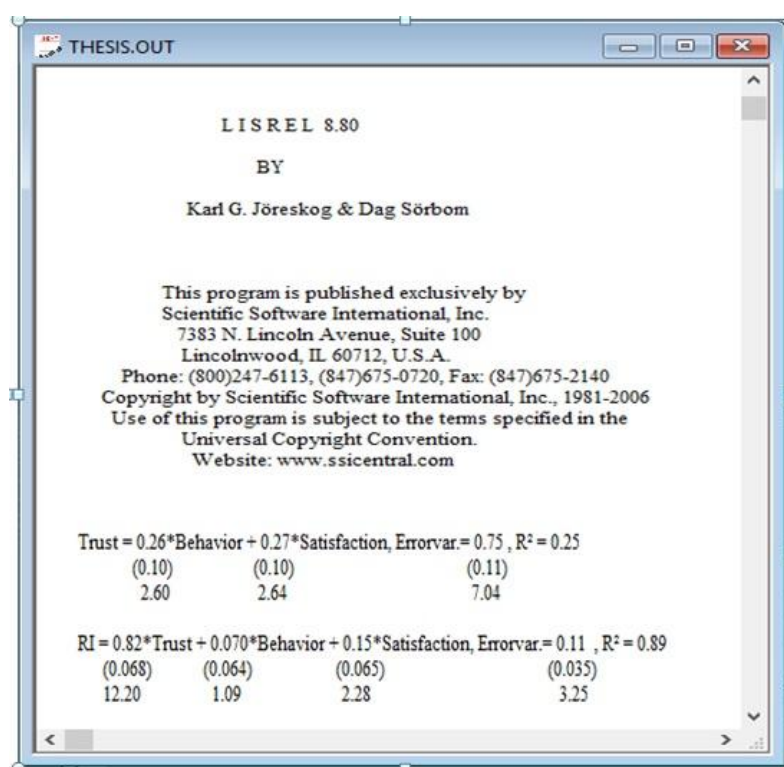 THESIS.OUT
L I S R E L 8.80
BY
Karl G. Jöreskog & Dag Sörbom
This program is published exclusively by
Scientific Software International, Inc.
7383 N. Lincoln Avenue, Suite 100
Lincolnwood, IL 60712, U.S.A.
Phone: (800)247-6113, (847)675-0720, Fax: (847)675-2140
Copyright by Scientific Software International, Inc., 1981-2006
Use of this program is subject to the terms specified in the
Universal Copyright Convention.
Website: www.ssicentral.com
Trust = 0.26*Behavior + 0.27*Satisfaction, Errorvar.= 0.75 , R² = 0.25
(0.10) (0.10) (0.11)
2.60 2.64 7.04
RI = 0.82*Trust + 0.070*Behavior + 0.15*Satisfaction, Errorvar.= 0.11 , R² = 0.89
(0.068) (0.064) (0.065) (0.035)
12.20 1.09 2.28 3.25